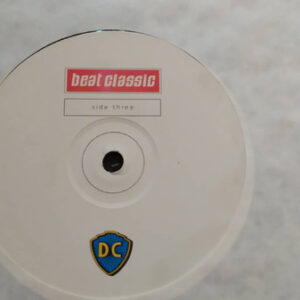 beat classic
side three
DC